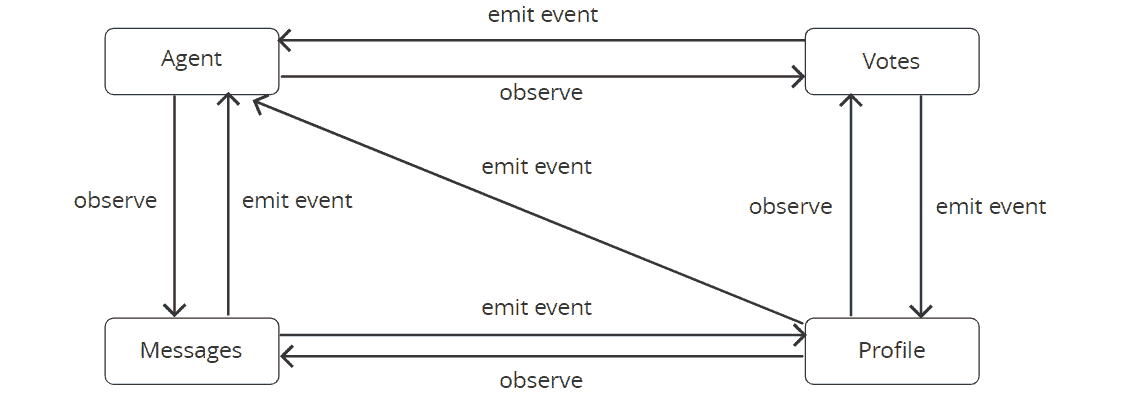 emit event
Agent
Votes
observe
emit event
observe
emit event
observe
emit event
emit event
Messages
Profile
observe